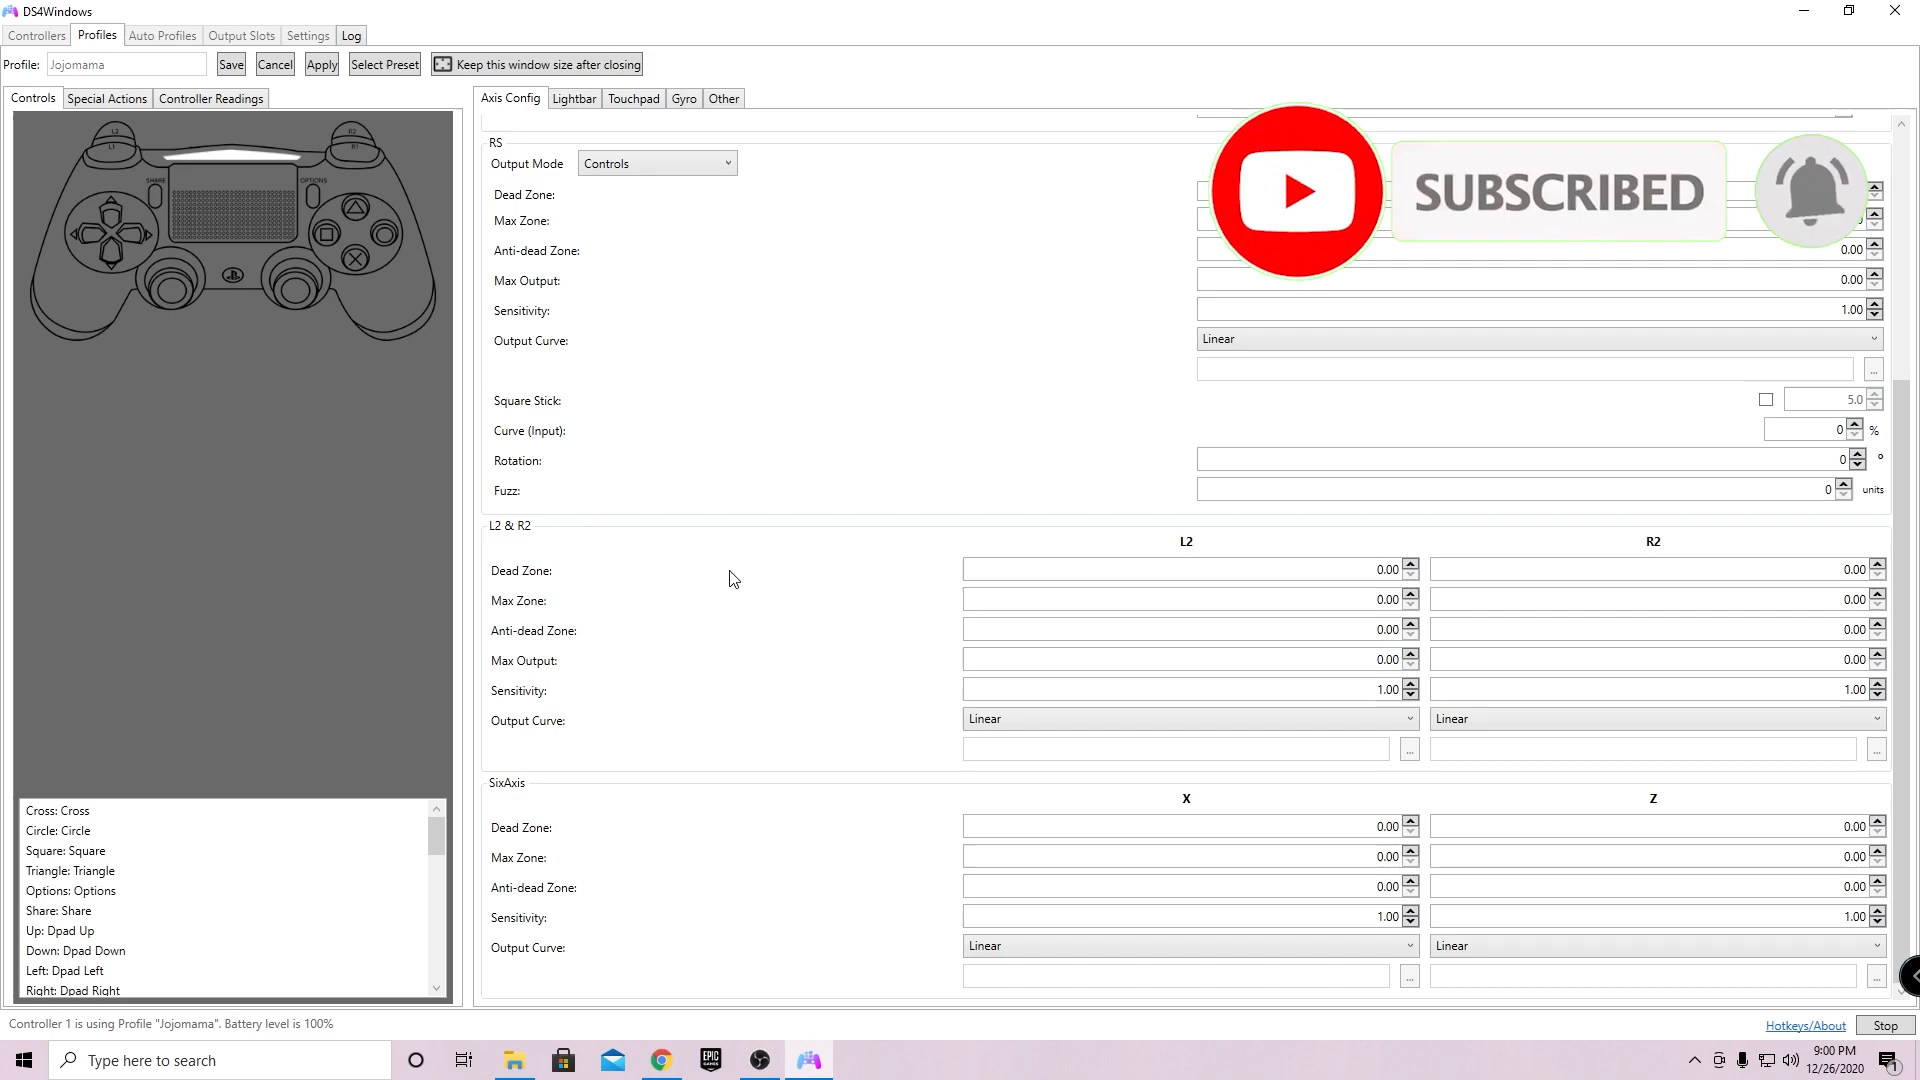 DS4Windows
Controllers Profiles Auto Profiles Output Slots Settings Log
Profile: Jojomama Save Cancel Apply Select Preset Keep this window size after closing
Controls Special Actions Controller Readings
Axis Config Lightbar Touchpad Gyro Other
L2 R2
L1 R1
SHARE OPTIONS
RS
Output Mode Controls
Dead Zone:
Max Zone:
Anti-dead Zone: 0.00
Max Output: 0.00
Sensitivity: 1.00
Output Curve: Linear
...
Square Stick: 5.0
Curve (Input): 0 %
Rotation: 0 °
Fuzz: 0 units
SUBSCRIBED
L2 & R2
L2 R2
Dead Zone: 0.00 0.00
Max Zone: 0.00 0.00
Anti-dead Zone: 0.00 0.00
Max Output: 0.00 0.00
Sensitivity: 1.00 1.00
Output Curve: Linear Linear
... ...
SixAxis
X Z
Dead Zone: 0.00 0.00
Max Zone: 0.00 0.00
Anti-dead Zone: 0.00 0.00
Sensitivity: 1.00 1.00
Output Curve: Linear Linear
... ...
Cross: Cross
Circle: Circle
Square: Square
Triangle: Triangle
Options: Options
Share: Share
Up: Dpad Up
Down: Dpad Down
Left: Dpad Left
Right: Dpad Right
Controller 1 is using Profile "Jojomama". Battery level is 100%
Hotkeys/About Stop
Type here to search
EPIC
GAMES
9:00 PM
12/26/2020
1